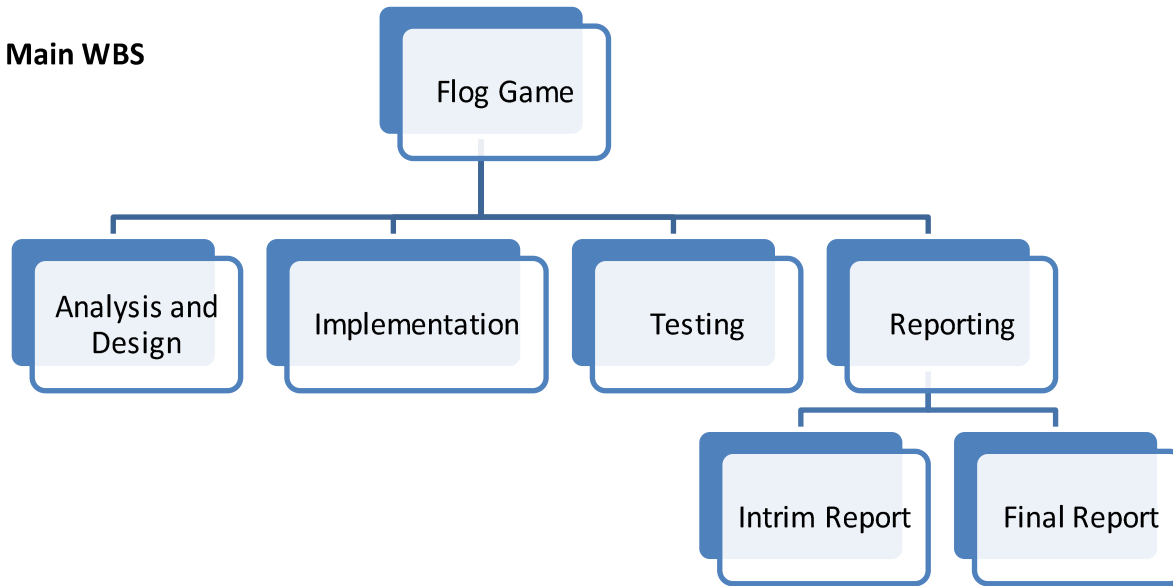 Main WBS
Flog Game
Analysis and
Design
Implementation
Testing
Reporting
Intrim Report
Final Report